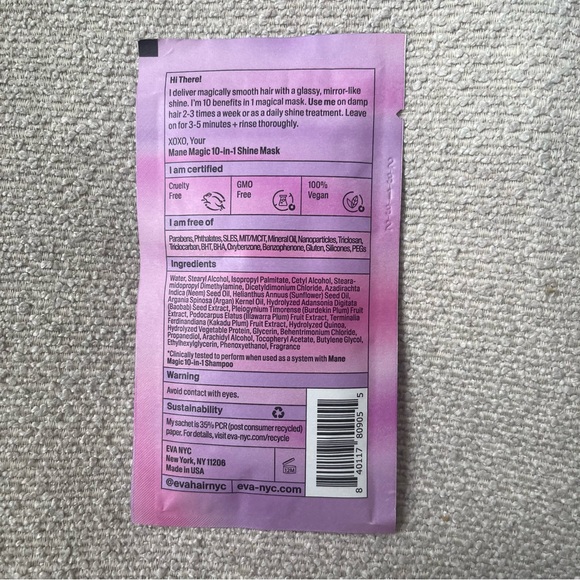 Hi There!
I deliver magically smooth hair with a glassy, mirror-like
shine. I'm 10 benefits in 1 magical mask. Use me on damp
hair 2-3 times a week or as a daily shine treatment. Leave
on for 3-5 minutes + rinse thoroughly.
XOXO, Your
Mane Magic 10-in-1 Shine Mask
I am certified
Cruelty
Free
GMO
Free
100%
Vegan
I am free of
Parabens, Phthalates, SLES, MIT/MCIT, Mineral Oil, Nanoparticles, Triclosan,
Triclocarban, BHT, BHA, Oxybenzone, Benzophenone, Gluten, Silicones, PEGs
Ingredients
Water, Stearyl Alcohol, Isopropyl Palmitate, Cetyl Alcohol, Steara-
midopropyl Dimethylamine, Dicetyldimonium Chloride, Azadirachta
Indica (Neem) Seed Oil, Helianthus Annuus (Sunflower) Seed Oil,
Argania Spinosa (Argan) Kernel Oil, Hydrolyzed Adansonia Digitata
(Baobab) Seed Extract, Pleiogynium Timorense (Burdekin Plum) Fruit
Extract, Podocarpus Elatus (Illawarra Plum) Fruit Extract, Terminalia
Ferdinandiana (Kakadu Plum) Fruit Extract, Hydrolyzed Quinoa,
Hydrolyzed Vegetable Protein, Glycerin, Behentrimonium Chloride,
Propanediol, Arachidyl Alcohol, Tocopheryl Acetate, Butylene Glycol,
Ethylhexylglycerin, Phenoxyethanol, Fragrance
*Clinically tested to perform when used as a system with Mane
Magic 10-in-1 Shampoo
Warning
Avoid contact with eyes.
Sustainability
My sachet is 35% PCR (post consumer recycled)
paper. For details, visit eva-nyc.com/recycle
EVA NYC
New York, NY 11206
Made in USA
12M
@evahairnyc
eva-nyc.com
8 40117 80905 5